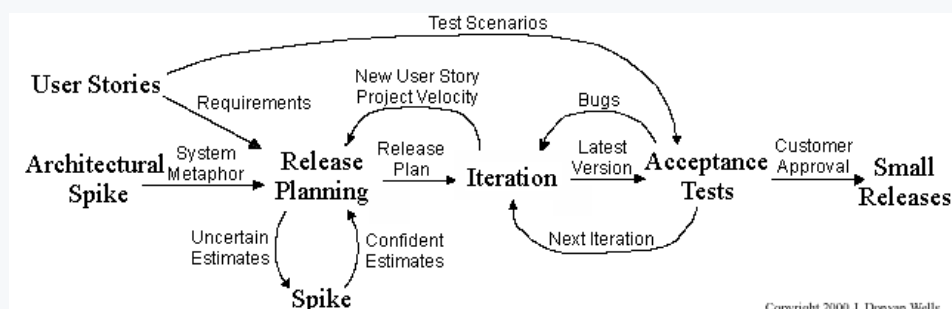 Test Scenarios
User Stories
New User Story
Project Velocity
Bugs
Requirements
Architectural
Spike
System
Metaphor
Release
Planning
Release
Plan
Iteration
Latest
Version
Acceptance
Tests
Customer
Approval
Small
Releases
Uncertain
Estimates
Confident
Estimates
Next Iteration
Spike
Copyright 2000 J. Donvan Wells